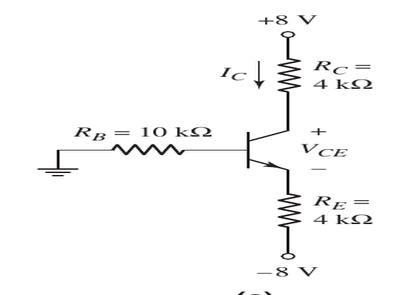 +8 V
I_C
R_C =
4 kΩ
R_B = 10 kΩ
+
V_CE
−
R_E =
4 kΩ
−8 V